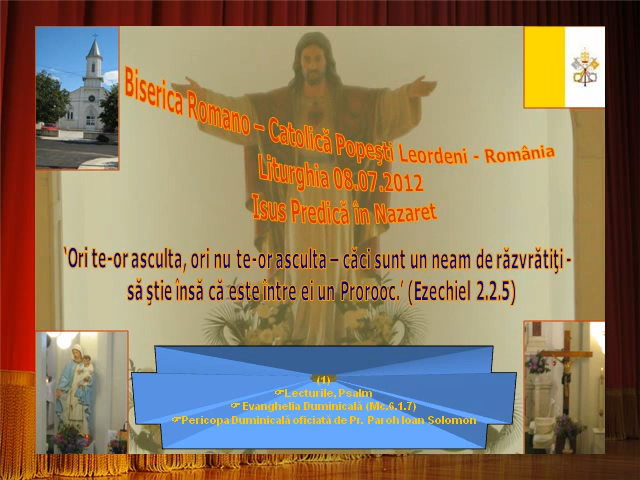 Biserica Romano – Catolică Popeşti Leordeni - România
Liturghia 08.07.2012
Isus Predică în Nazaret
‘Ori te-or asculta, ori nu te-or asculta – căci sunt un neam de răzvrătiţi -
să ştie însă că este între ei un Prorooc.’ (Ezechiel 2.2.5)
(1)
☞Lecturile, Psalm
☞ Evanghelia Duminicală (Mc.6.1.7)
☞Pericopa Duminicală oficiată de Pr. Paroh Ioan Solomon